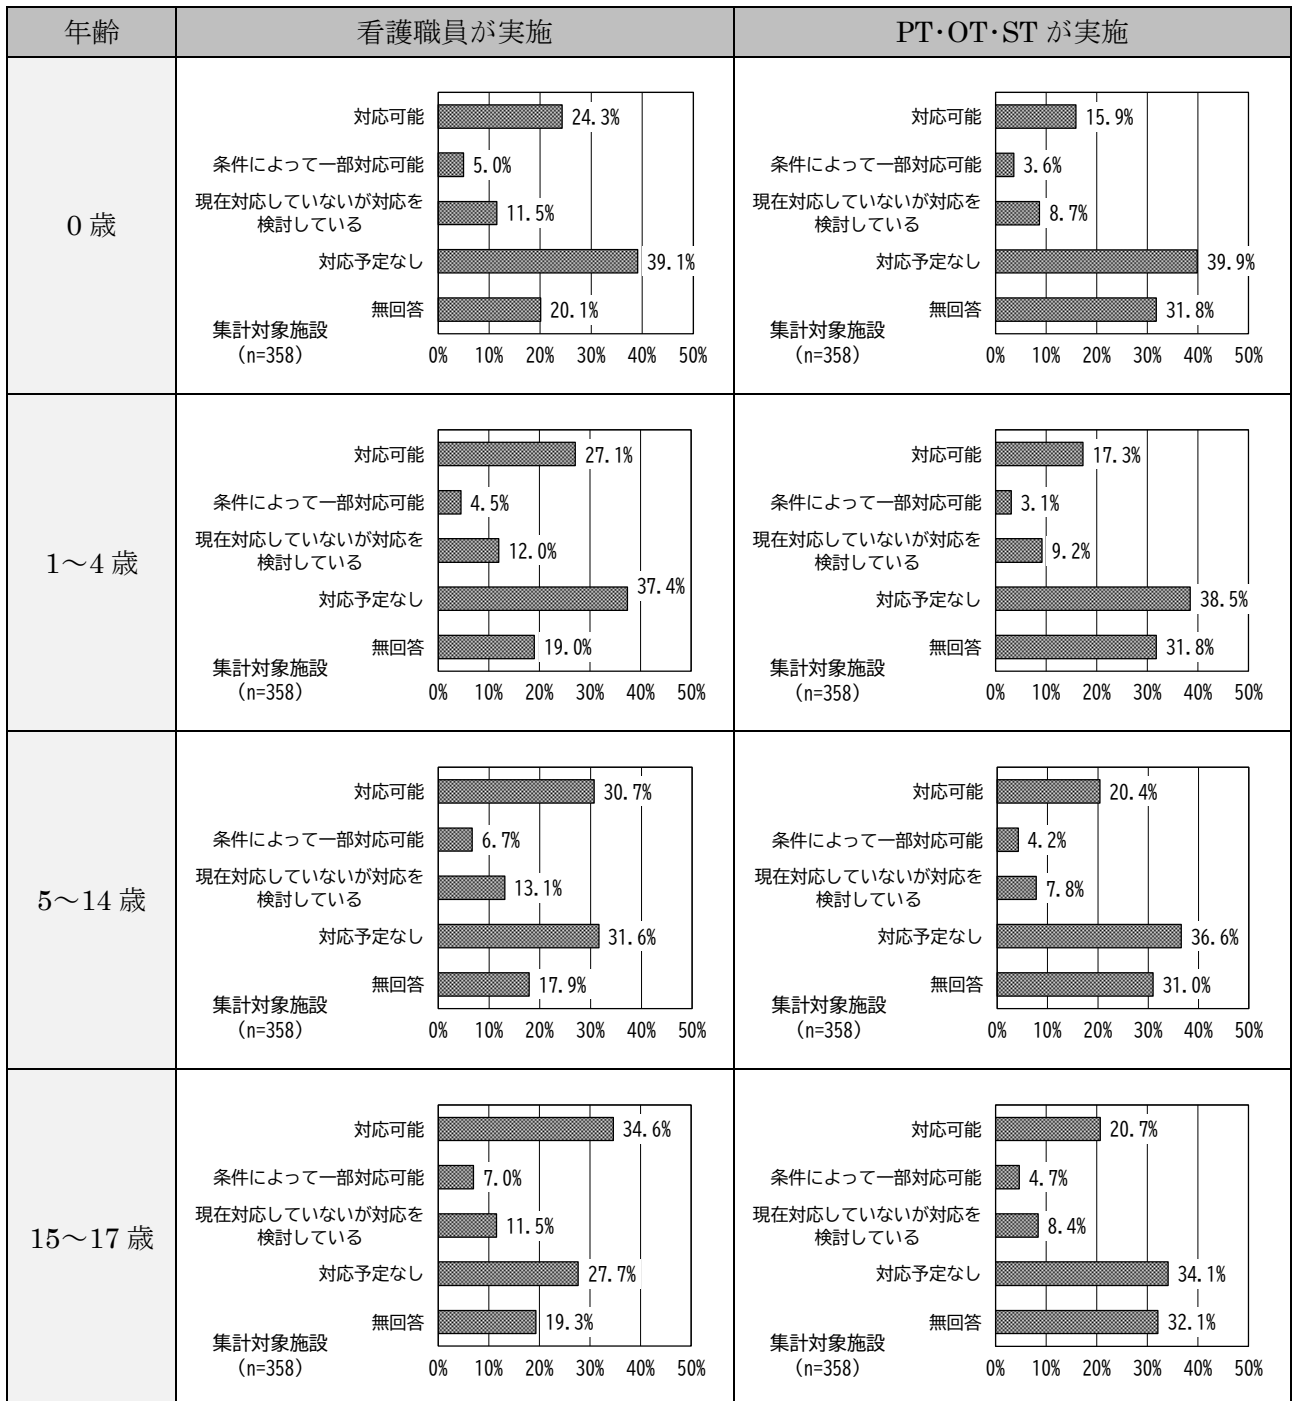 年齢
看護職員が実施
PT･OT･ST が実施
0 歳
対応可能
24.3%
条件によって一部対応可能
5.0%
現在対応していないが対応を
検討している
11.5%
対応予定なし
39.1%
無回答
20.1%
集計対象施設
(n=358)
0% 10% 20% 30% 40% 50%
対応可能
15.9%
条件によって一部対応可能
3.6%
現在対応していないが対応を
検討している
8.7%
対応予定なし
39.9%
無回答
31.8%
集計対象施設
(n=358)
0% 10% 20% 30% 40% 50%
1～4 歳
対応可能
27.1%
条件によって一部対応可能
4.5%
現在対応していないが対応を
検討している
12.0%
対応予定なし
37.4%
無回答
19.0%
集計対象施設
(n=358)
0% 10% 20% 30% 40% 50%
対応可能
17.3%
条件によって一部対応可能
3.1%
現在対応していないが対応を
検討している
9.2%
対応予定なし
38.5%
無回答
31.8%
集計対象施設
(n=358)
0% 10% 20% 30% 40% 50%
5～14 歳
対応可能
30.7%
条件によって一部対応可能
6.7%
現在対応していないが対応を
検討している
13.1%
対応予定なし
31.6%
無回答
17.9%
集計対象施設
(n=358)
0% 10% 20% 30% 40% 50%
対応可能
20.4%
条件によって一部対応可能
4.2%
現在対応していないが対応を
検討している
7.8%
対応予定なし
36.6%
無回答
31.0%
集計対象施設
(n=358)
0% 10% 20% 30% 40% 50%
15～17 歳
対応可能
34.6%
条件によって一部対応可能
7.0%
現在対応していないが対応を
検討している
11.5%
対応予定なし
27.7%
無回答
19.3%
集計対象施設
(n=358)
0% 10% 20% 30% 40% 50%
対応可能
20.7%
条件によって一部対応可能
4.7%
現在対応していないが対応を
検討している
8.4%
対応予定なし
34.1%
無回答
32.1%
集計対象施設
(n=358)
0% 10% 20% 30% 40% 50%